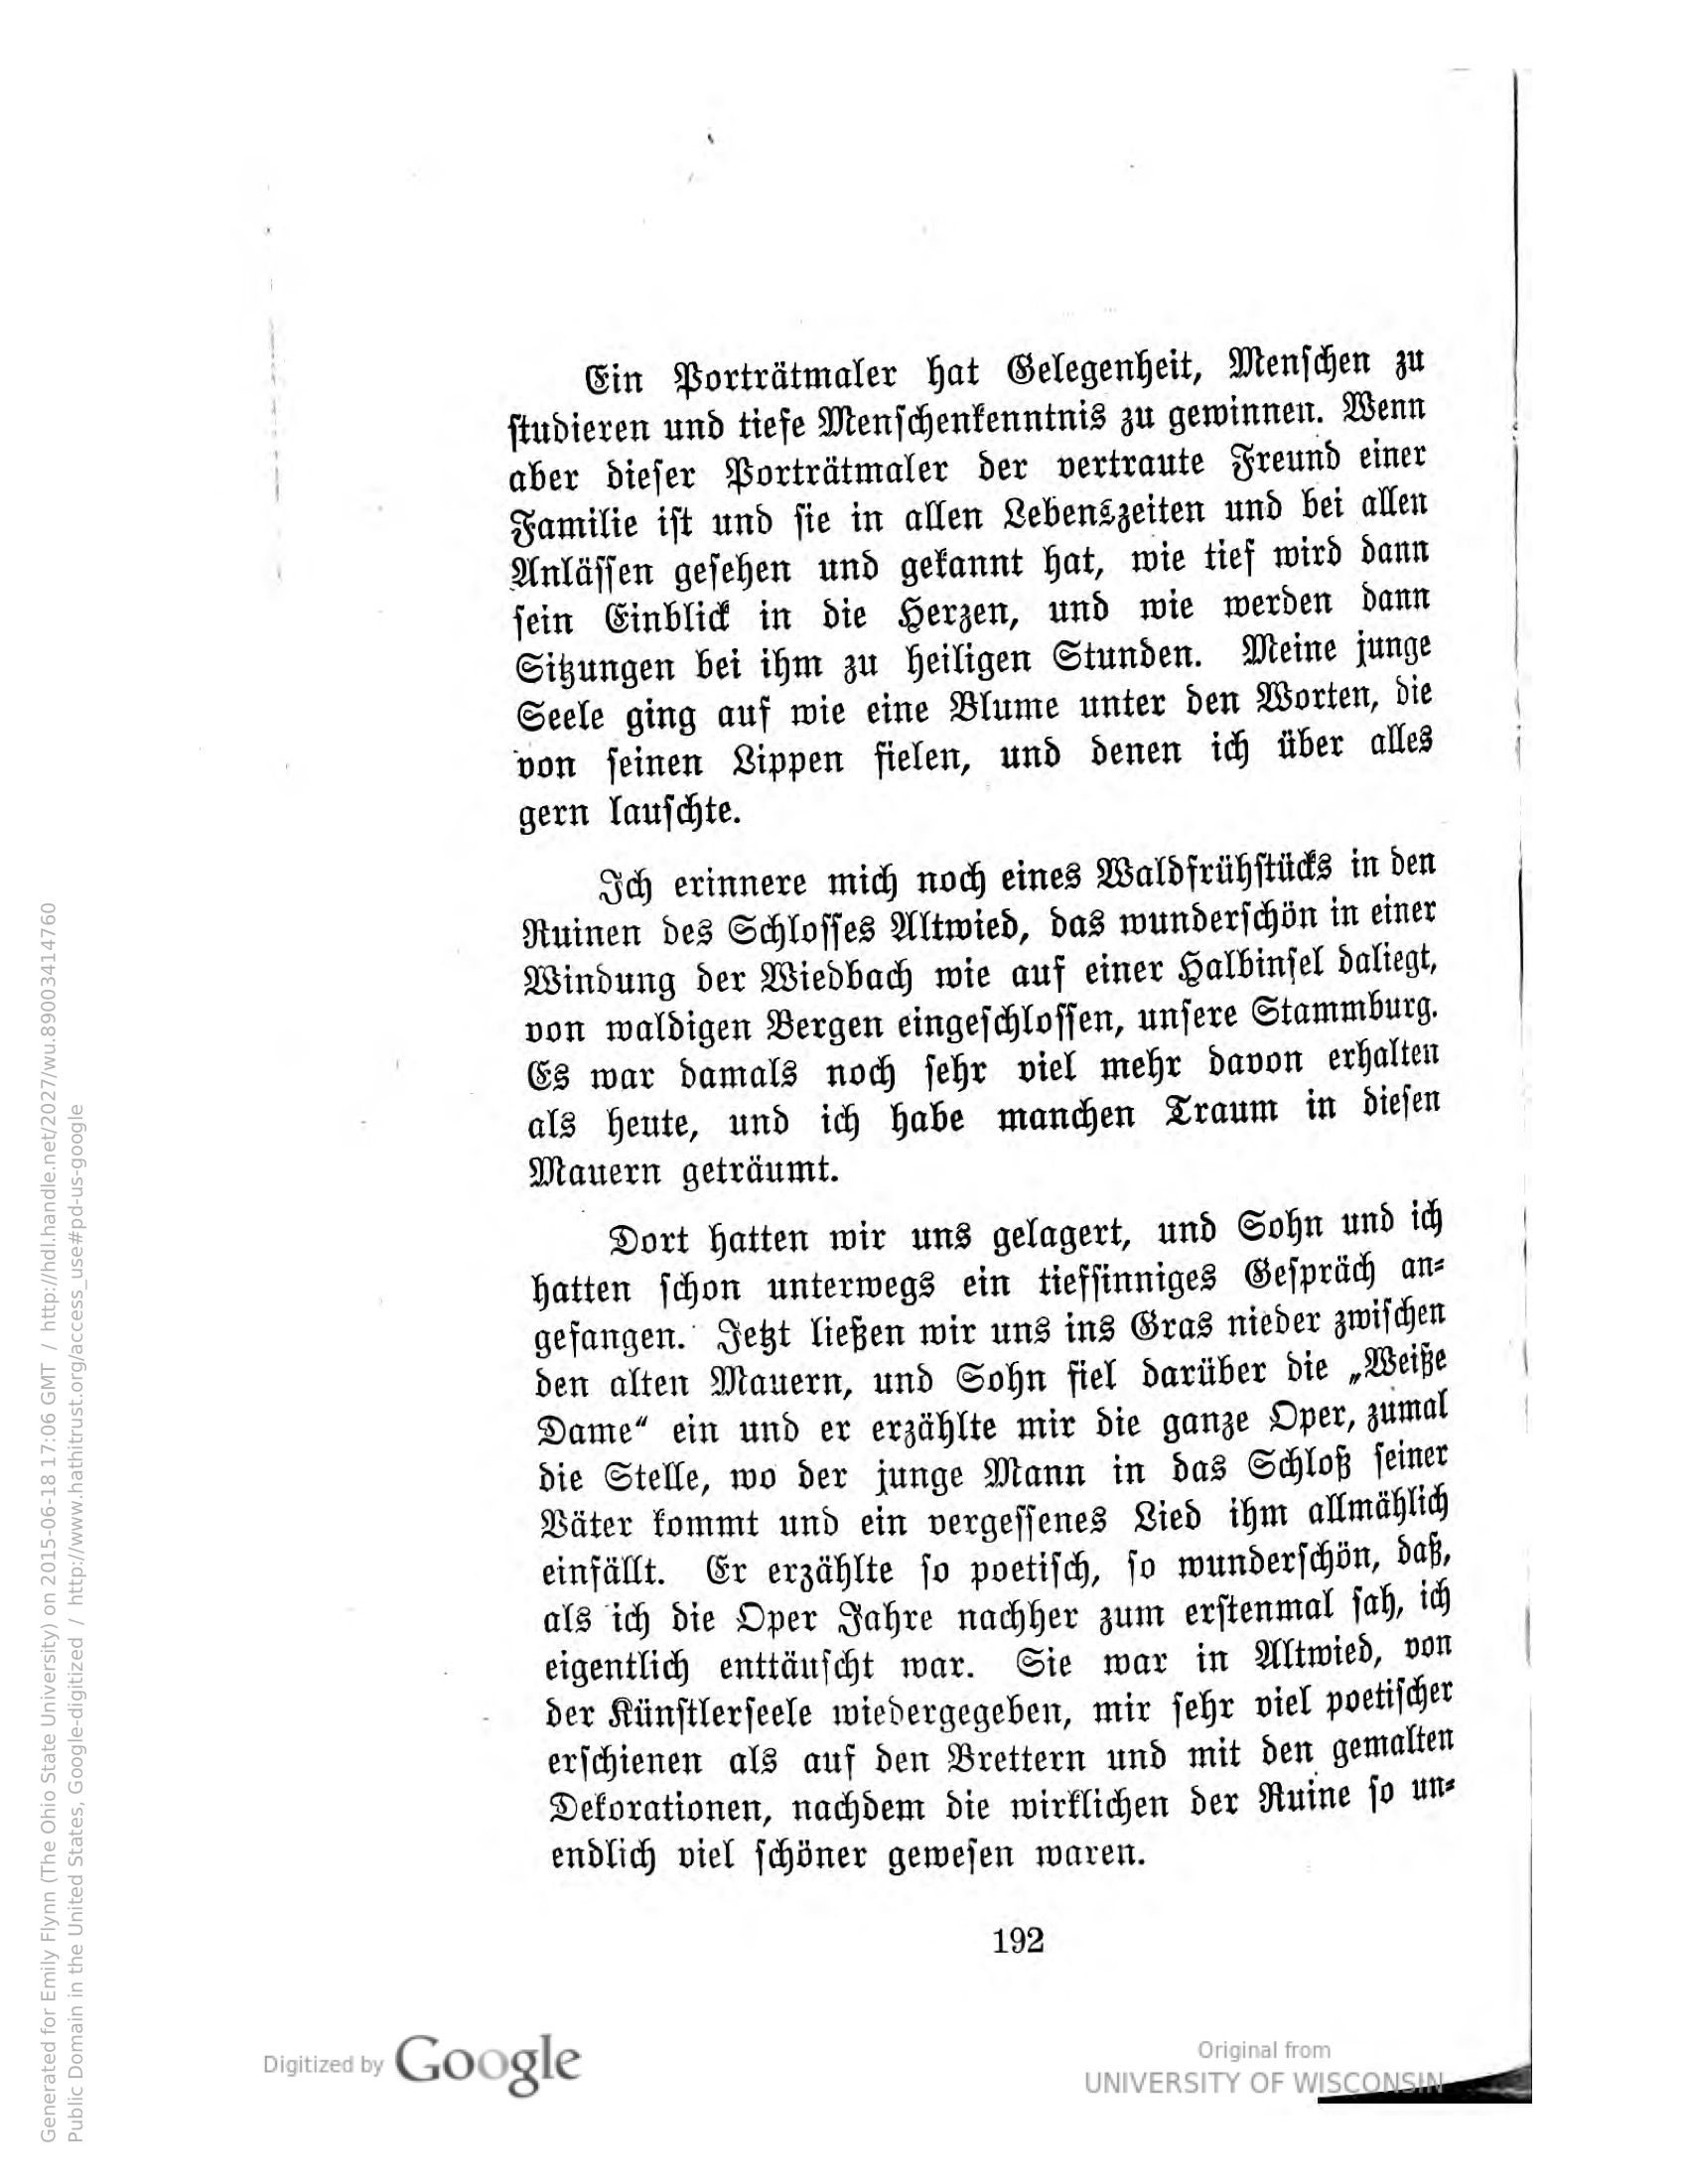 Ein Porträtmaler hat Gelegenheit, Menschen zu
studieren und tiefe Menschenkenntnis zu gewinnen. Wenn
aber dieser Porträtmaler der vertraute Freund einer
Familie ist und sie in allen Lebenszeiten und bei allen
Anlässen gesehen und gekannt hat, wie tief wird dann
sein Einblick in die Herzen, und wie werden dann
Sitzungen bei ihm zu heiligen Stunden. Meine junge
Seele ging auf wie eine Blume unter den Worten, die
von seinen Lippen fielen, und denen ich über alles
gern lauschte.
Ich erinnere mich noch eines Waldfrühstücks in den
Ruinen des Schlosses Altwied, das wunderschön in einer
Windung der Wiedbach wie auf einer Halbinsel daliegt,
von waldigen Bergen eingeschlossen, unsere Stammburg.
Es war damals noch sehr viel mehr davon erhalten
als heute, und ich habe manchen Traum in diesen
Mauern geträumt.
Dort hatten wir uns gelagert, und Sohn und ich
hatten schon unterwegs ein tiefsinniges Gespräch an-
gefangen. Jetzt ließen wir uns ins Gras nieder zwischen
den alten Mauern, und Sohn fiel darüber die „Weiße
Dame“ ein und er erzählte mir die ganze Oper, zumal
die Stelle, wo der junge Mann in das Schloß seiner
Väter kommt und ein vergessenes Lied ihm allmählich
einfällt. Er erzählte so poetisch, so wunderschön, daß,
als ich die Oper Jahre nachher zum erstenmal sah, ich
eigentlich enttäuscht war. Sie war in Altwied, von
der Künstlerseele wiedergegeben, mir sehr viel poetischer
erschienen als auf den Brettern und mit den gemalten
Dekorationen, nachdem die wirklichen der Ruine so un-
endlich viel schöner gewesen waren.
192
Digitized by Google
Original from
UNIVERSITY OF WISCONSIN
Generated for Emily Flynn (The Ohio State University) on 2015-06-18 17:06 GMT / http://hdl.handle.net/2027/wu.89003414760
Public Domain in the United States, Google-digitized / http://www.hathitrust.org/access_use#pd-us-google